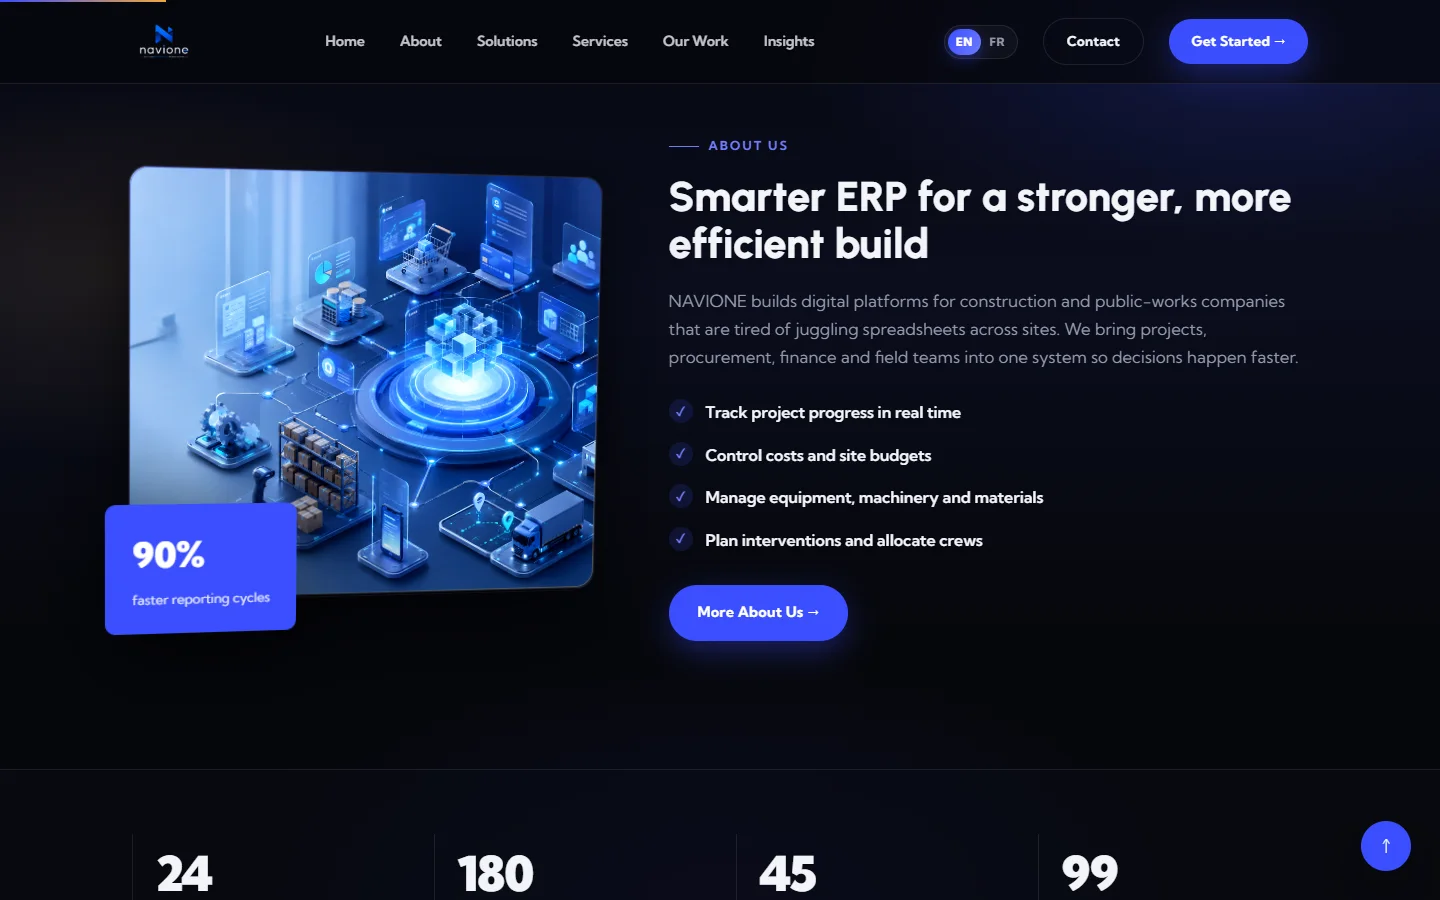 navione
Home
About
Solutions
Services
Our Work
Insights
EN
FR
Contact
Get Started →
ABOUT US
Smarter ERP for a stronger, more
efficient build
NAVIONE builds digital platforms for construction and public-works companies
that are tired of juggling spreadsheets across sites. We bring projects,
procurement, finance and field teams into one system so decisions happen faster.
✓ Track project progress in real time
✓ Control costs and site budgets
✓ Manage equipment, machinery and materials
✓ Plan interventions and allocate crews
More About Us →
90%
faster reporting cycles
24
180
45
99
↑